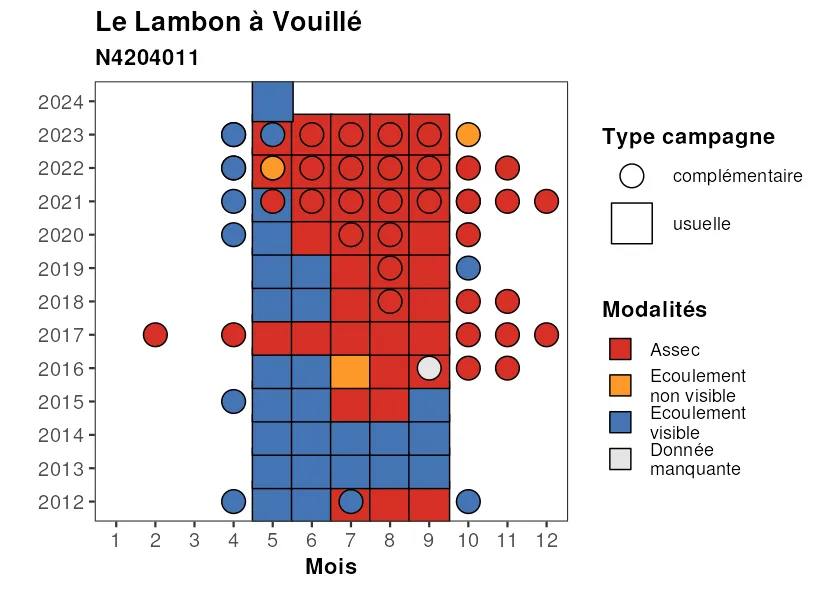 Le Lambon à Vouillé
N4204011
2024
2023
2022
2021
2020
2019
2018
2017
2016
2015
2014
2013
2012
1 2 3 4 5 6 7 8 9 10 11 12
Mois
Type campagne
complémentaire
usuelle
Modalités
Assec
Ecoulement
non visible
Ecoulement
visible
Donnée
manquante